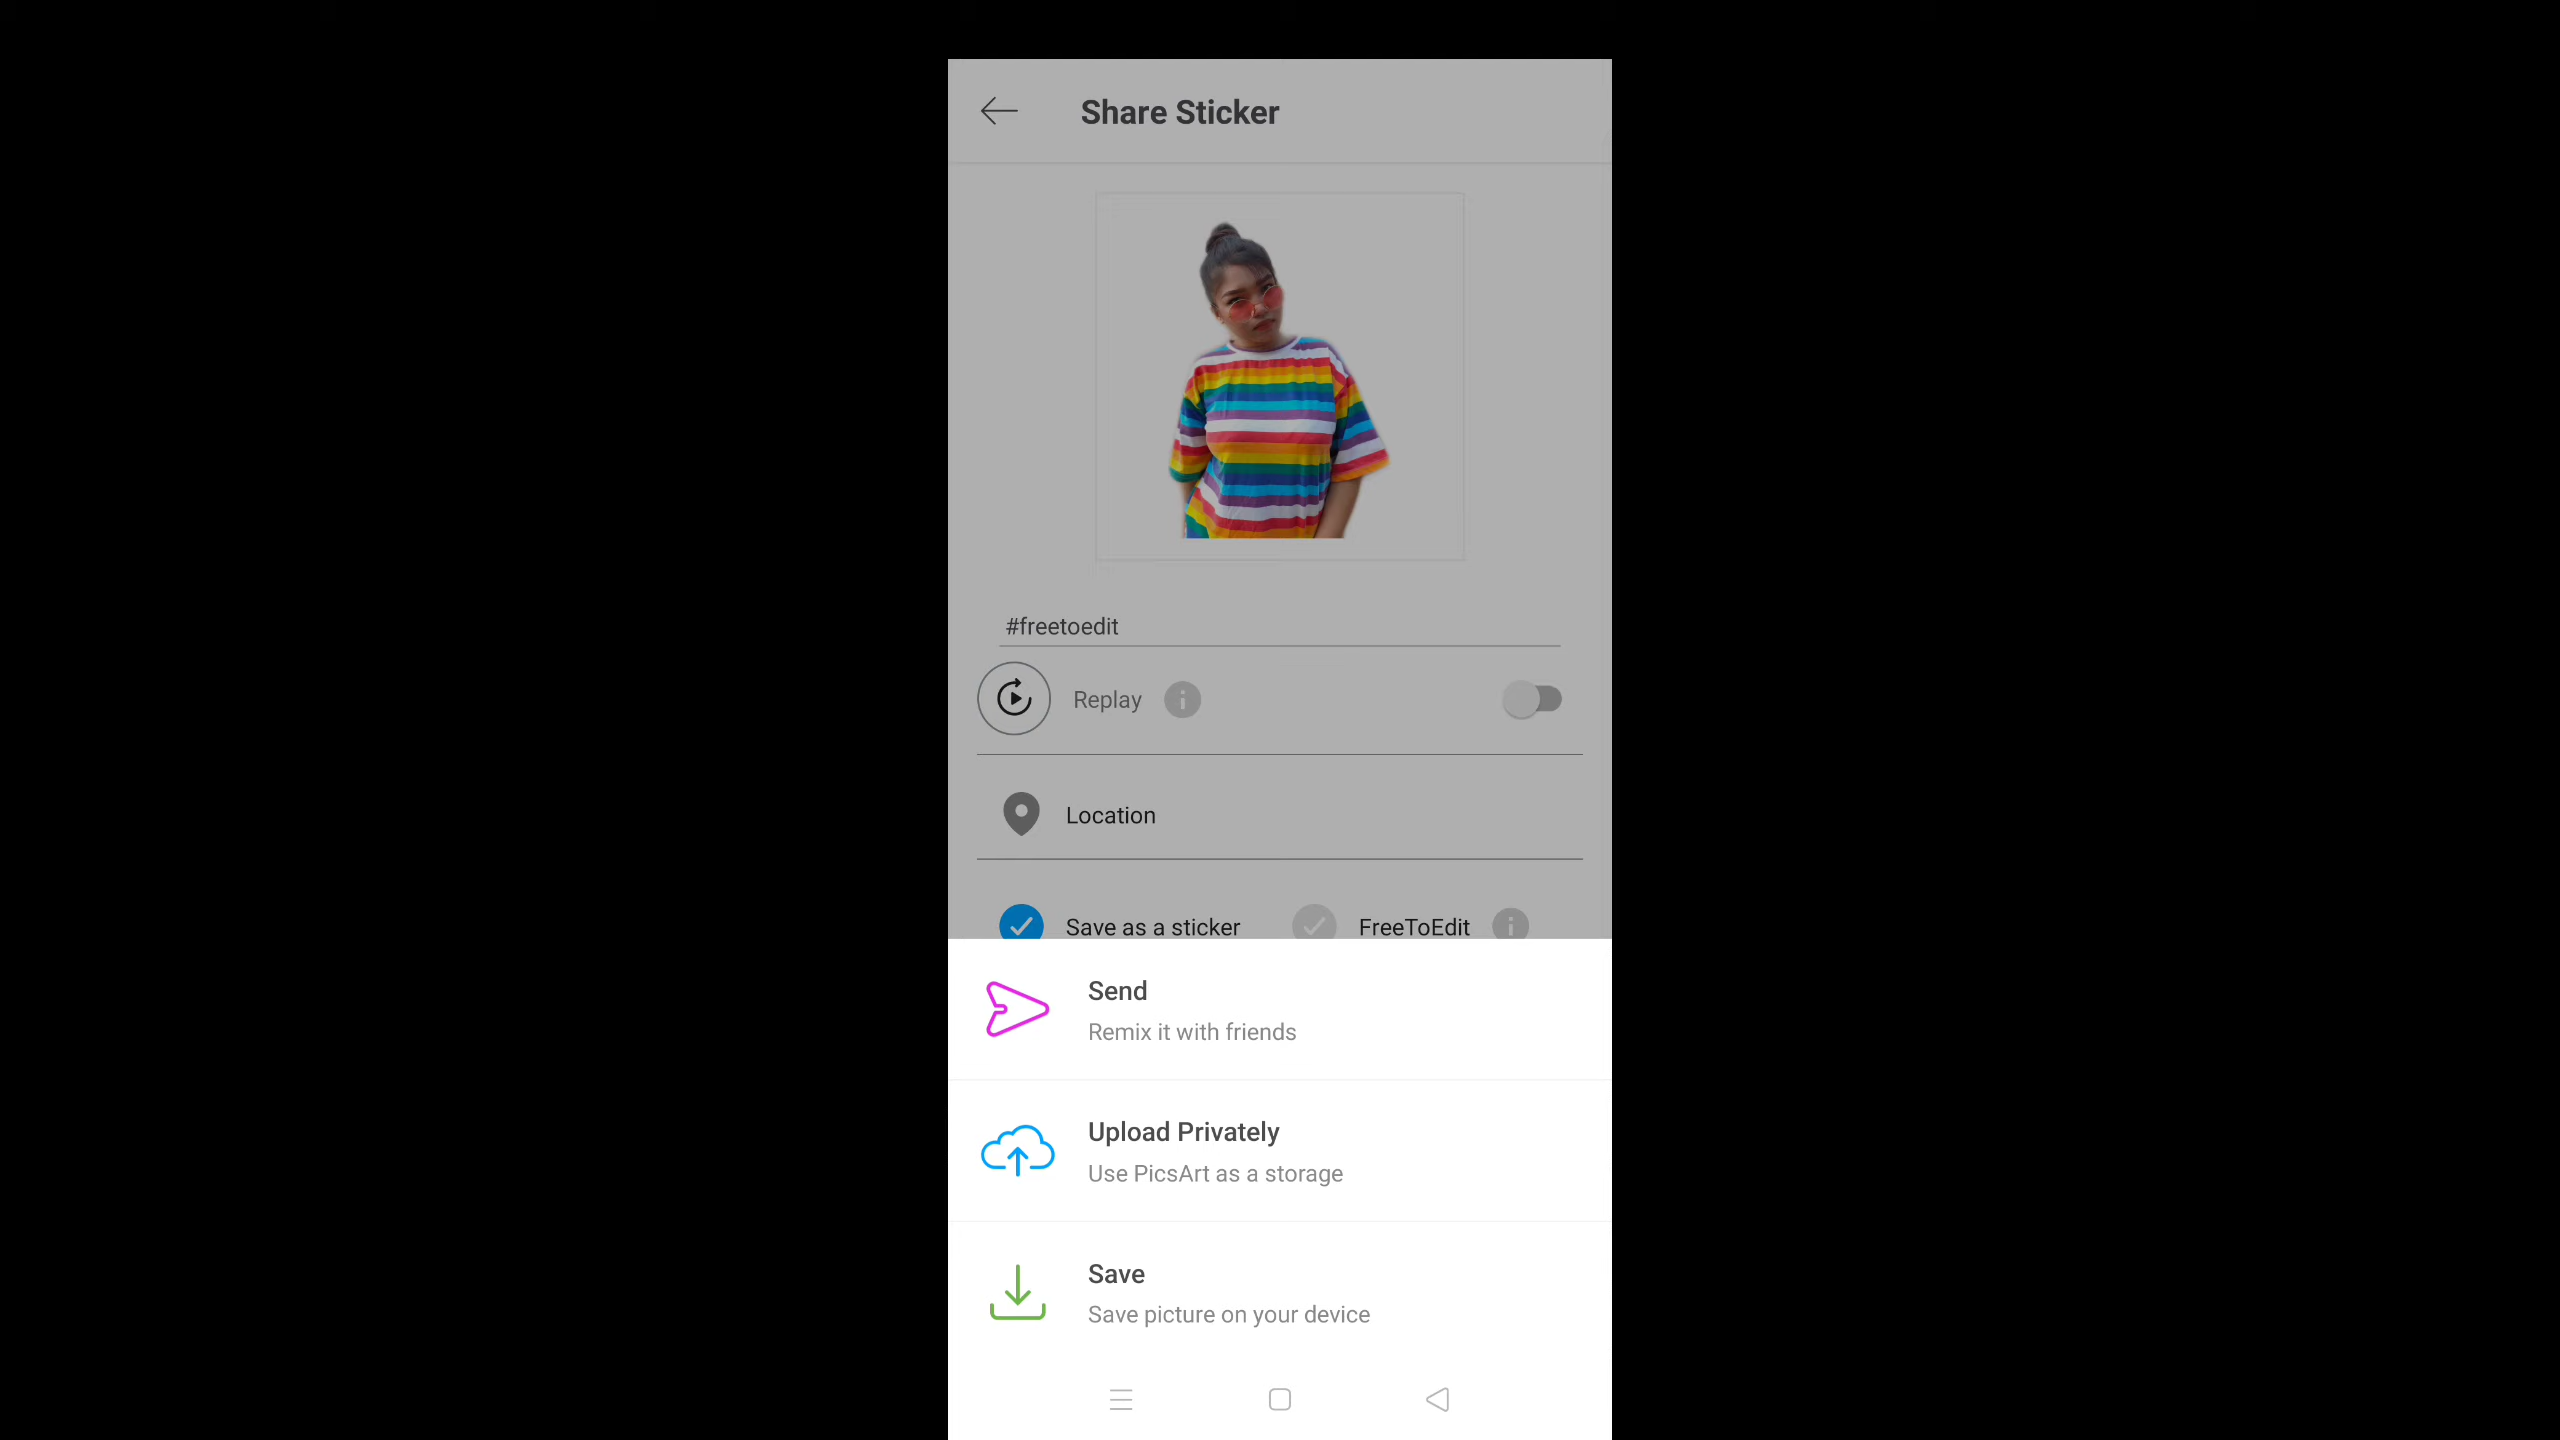 Share Sticker
#freetoedit
Replay
Location
Save as a sticker FreeToEdit
Send
Remix it with friends
Upload Privately
Use PicsArt as a storage
Save
Save picture on your device